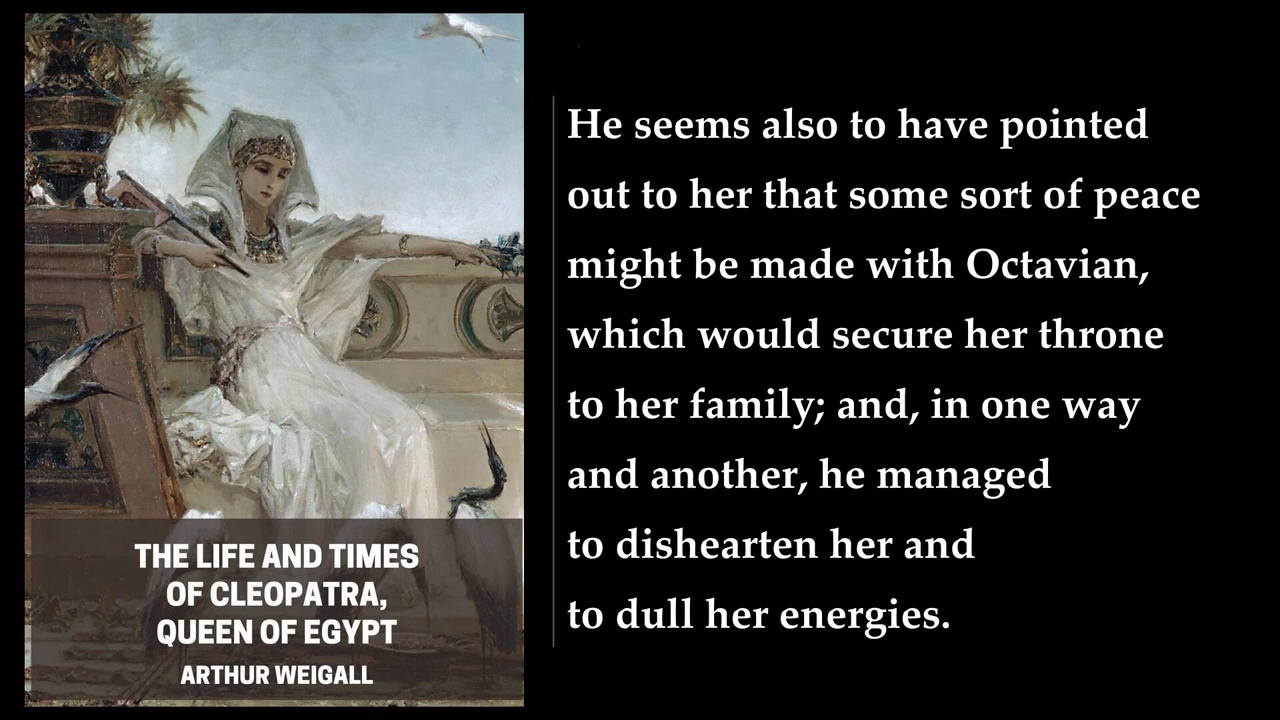 THE LIFE AND TIMES
OF CLEOPATRA,
QUEEN OF EGYPT
ARTHUR WEIGALL
He seems also to have pointed
out to her that some sort of peace
might be made with Octavian,
which would secure her throne
to her family; and, in one way
and another, he managed
to dishearten her and
to dull her energies.